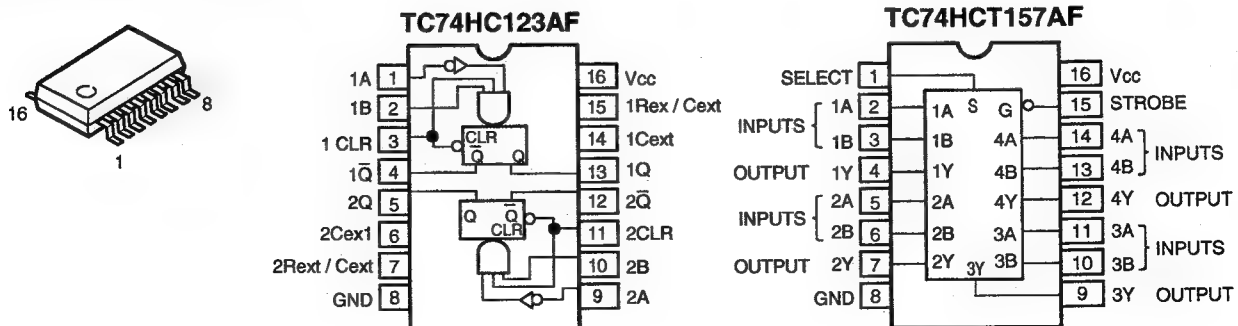 16
8
1
TC74HC123AF
1A 1
1B 2
1 CLR 3
1Q̅ 4
2Q 5
2Cex1 6
2Rext / Cext 7
GND 8
16 Vcc
15 1Rex / Cext
14 1Cext
13 1Q
12 2Q̅
11 2CLR
10 2B
9 2A
CLR
Q̅ Q
Q Q̅
CLR
TC74HCT157AF
SELECT 1
INPUTS
1A 2
1B 3
OUTPUT 1Y 4
INPUTS
2A 5
2B 6
OUTPUT 2Y 7
GND 8
S G
1A
1B
1Y
2A
2B
2Y
3Y
4A
4B
4Y
3A
3B
16 Vcc
15 STROBE
14 4A
13 4B
INPUTS
12 4Y OUTPUT
11 3A
10 3B
INPUTS
9 3Y OUTPUT